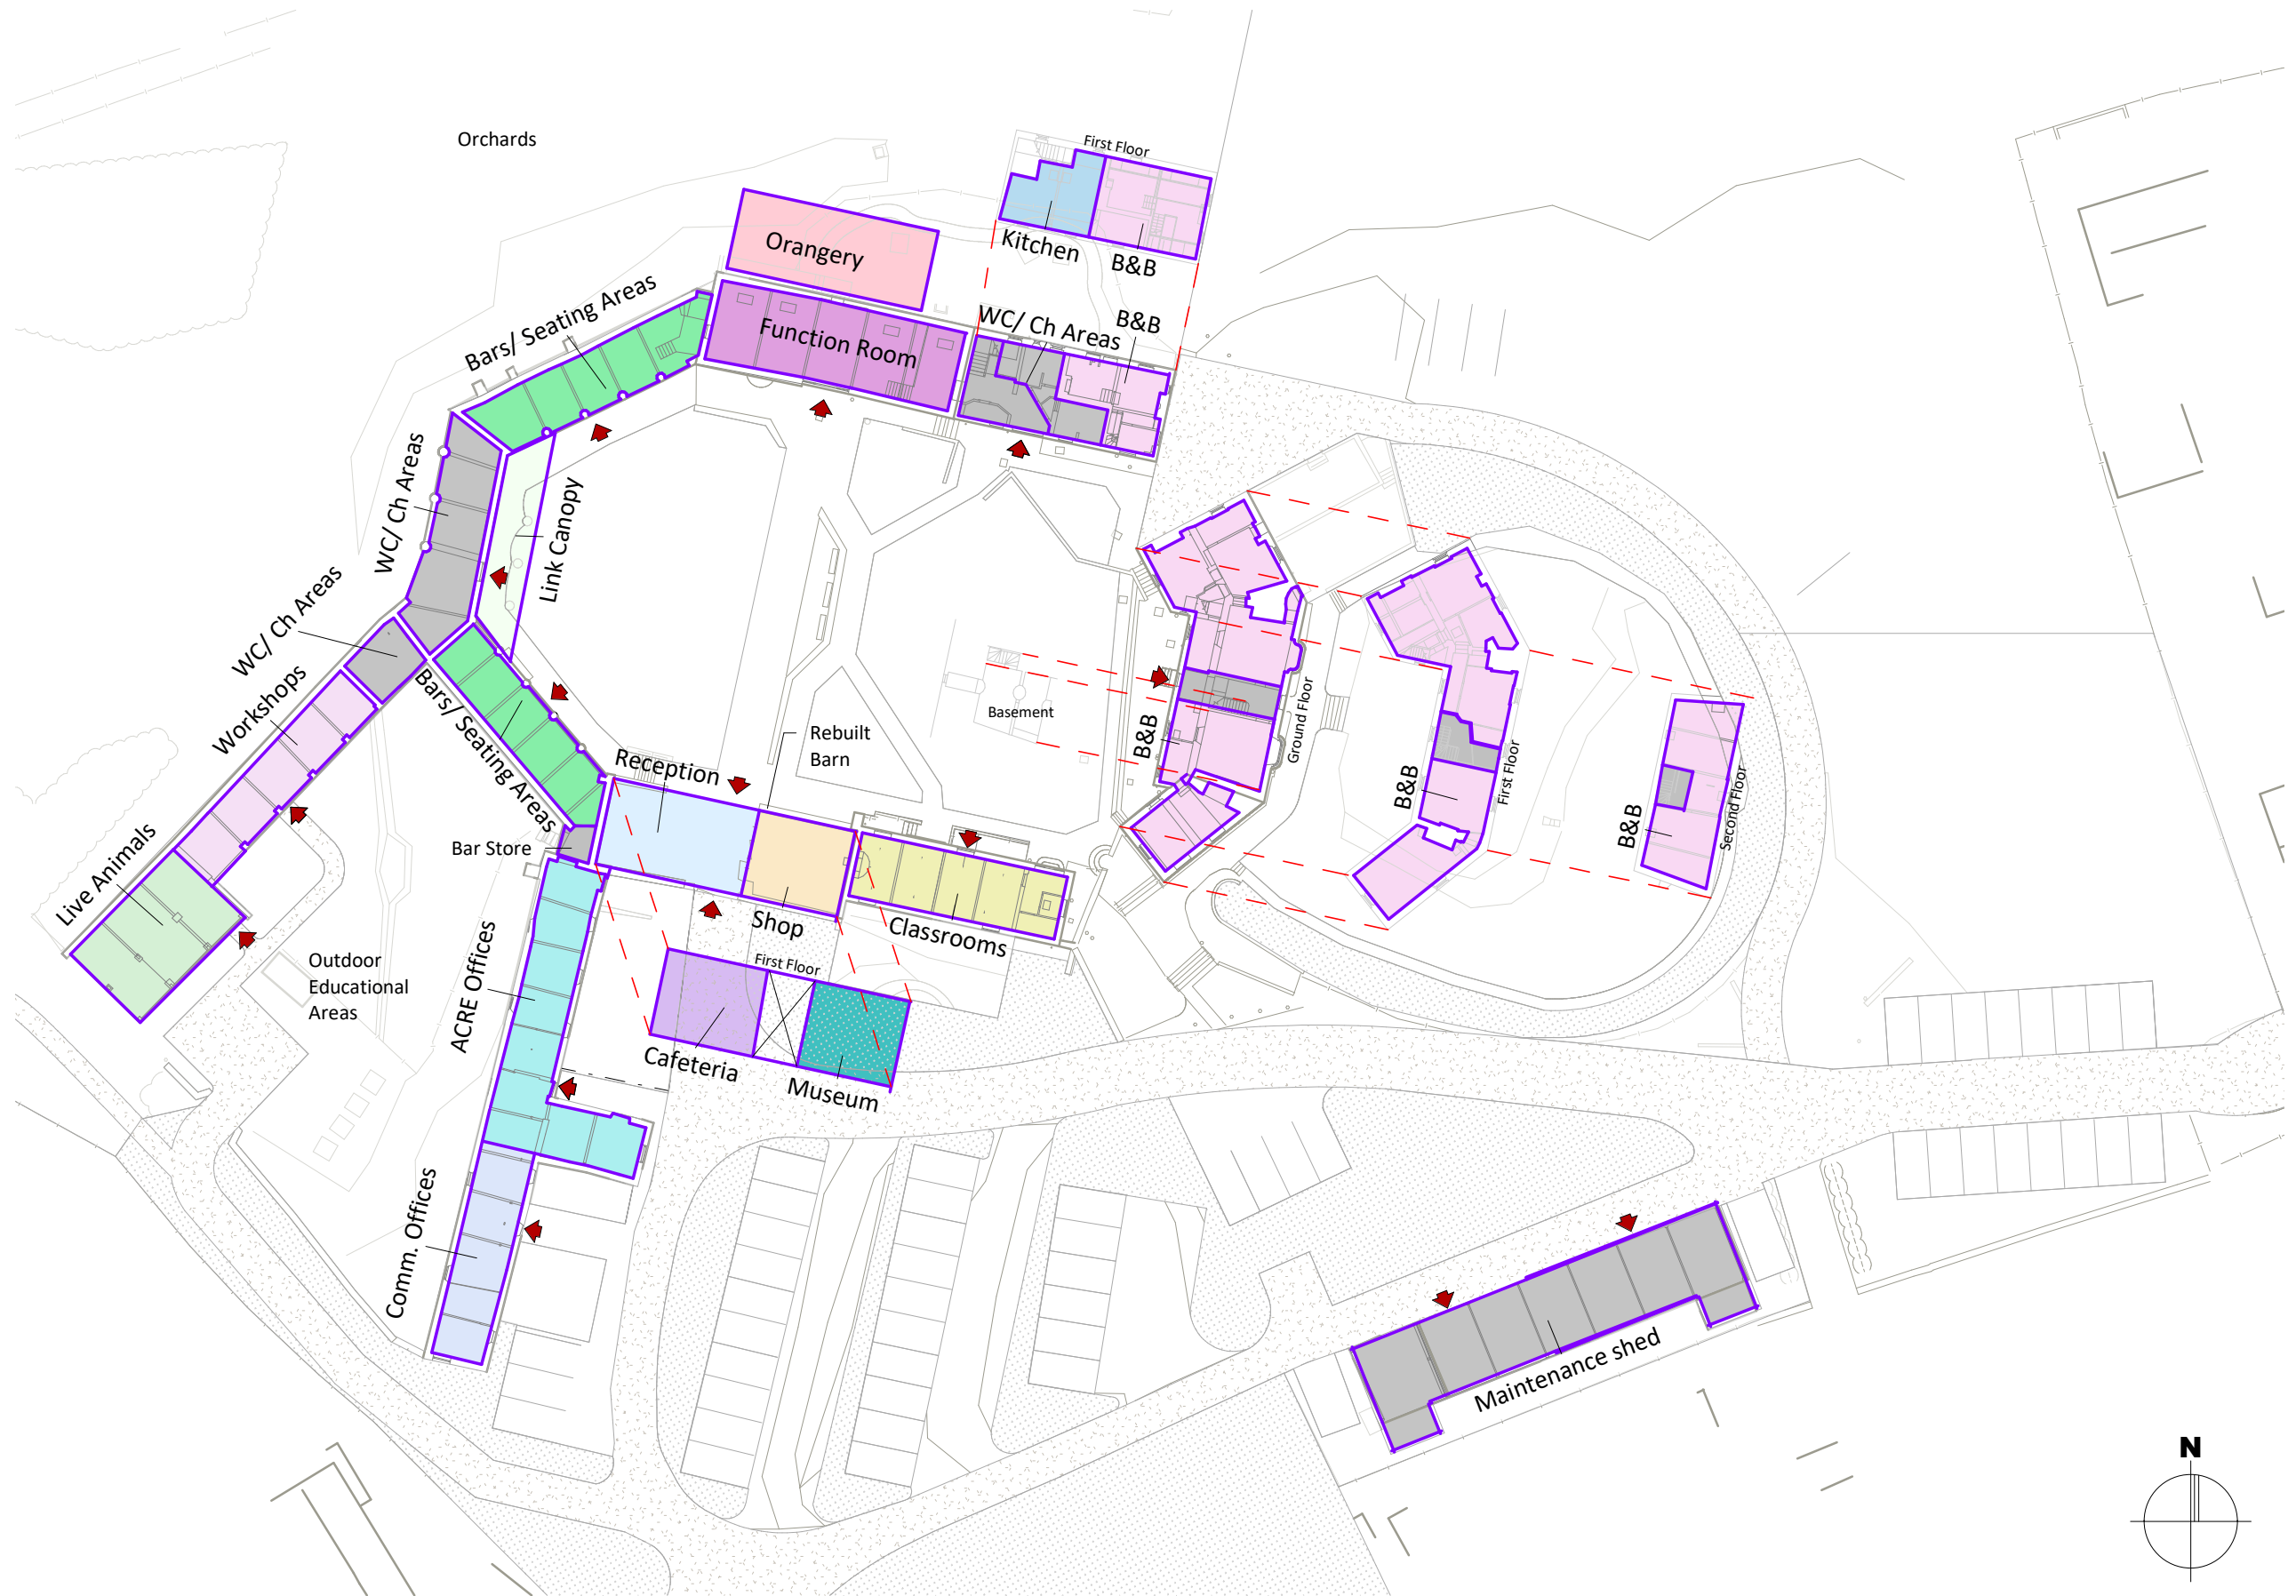 Orchards
First Floor
Kitchen
B&B
Orangery
Bars/ Seating Areas
Function Room
WC/ Ch Areas
B&B
WC/ Ch Areas
Link Canopy
WC/ Ch Areas
Workshops
Bars/ Seating Areas
Basement
B&B
Ground Floor
B&B
First Floor
B&B
Second Floor
Rebuilt
Barn
Reception
Live Animals
Bar Store
Shop
Classrooms
Outdoor
Educational
Areas
ACRE Offices
First Floor
Cafeteria
Museum
Comm. Offices
Maintenance shed
N